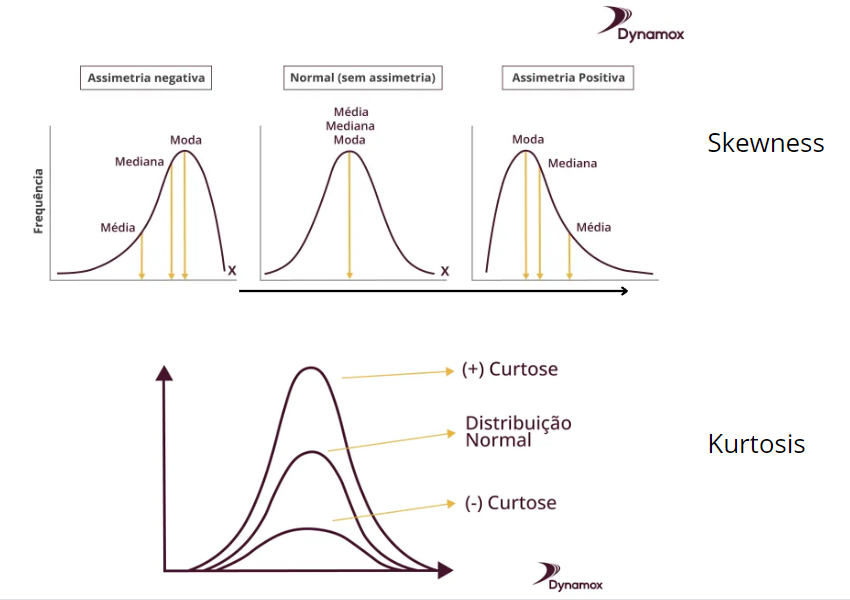 Dynamox
Assimetria negativa
Normal (sem assimetria)
Assimetria Positiva
Skewness
Frequência
Moda
Mediana
Média
X
Média
Mediana
Moda
X
Moda
Mediana
Média
(+) Curtose
Distribuição
Normal
(-) Curtose
Kurtosis
Dynamox